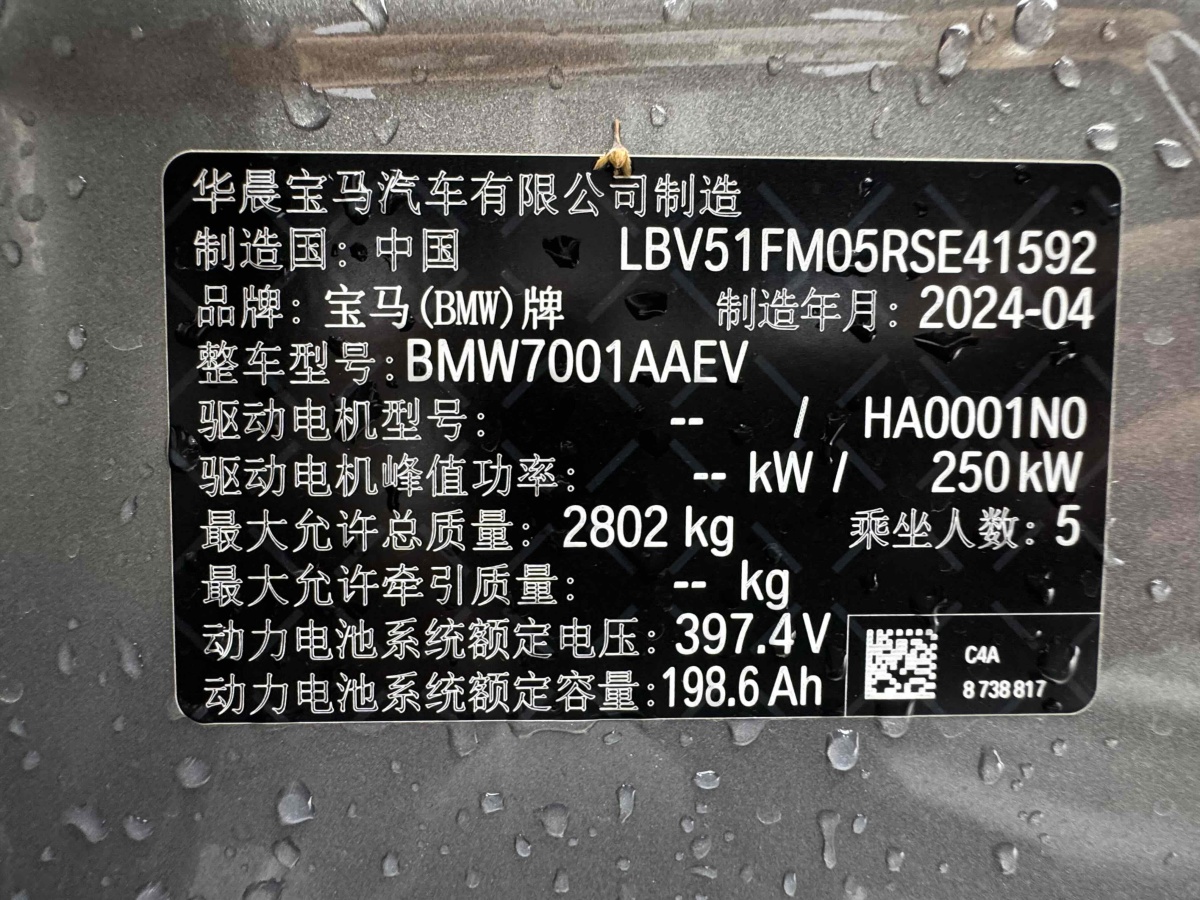 华晨宝马汽车有限公司制造
制造国：中国 LBV51FM05RSE41592
品牌：宝马(BMW)牌 制造年月：2024-04
整车型号：BMW7001AAEV
驱动电机型号： -- / HA0001N0
驱动电机峰值功率： -- kW / 250 kW
最大允许总质量：2802 kg 乘坐人数：5
最大允许牵引质量： -- kg
动力电池系统额定电压：397.4 V
动力电池系统额定容量：198.6 Ah
C4A
8 738 817